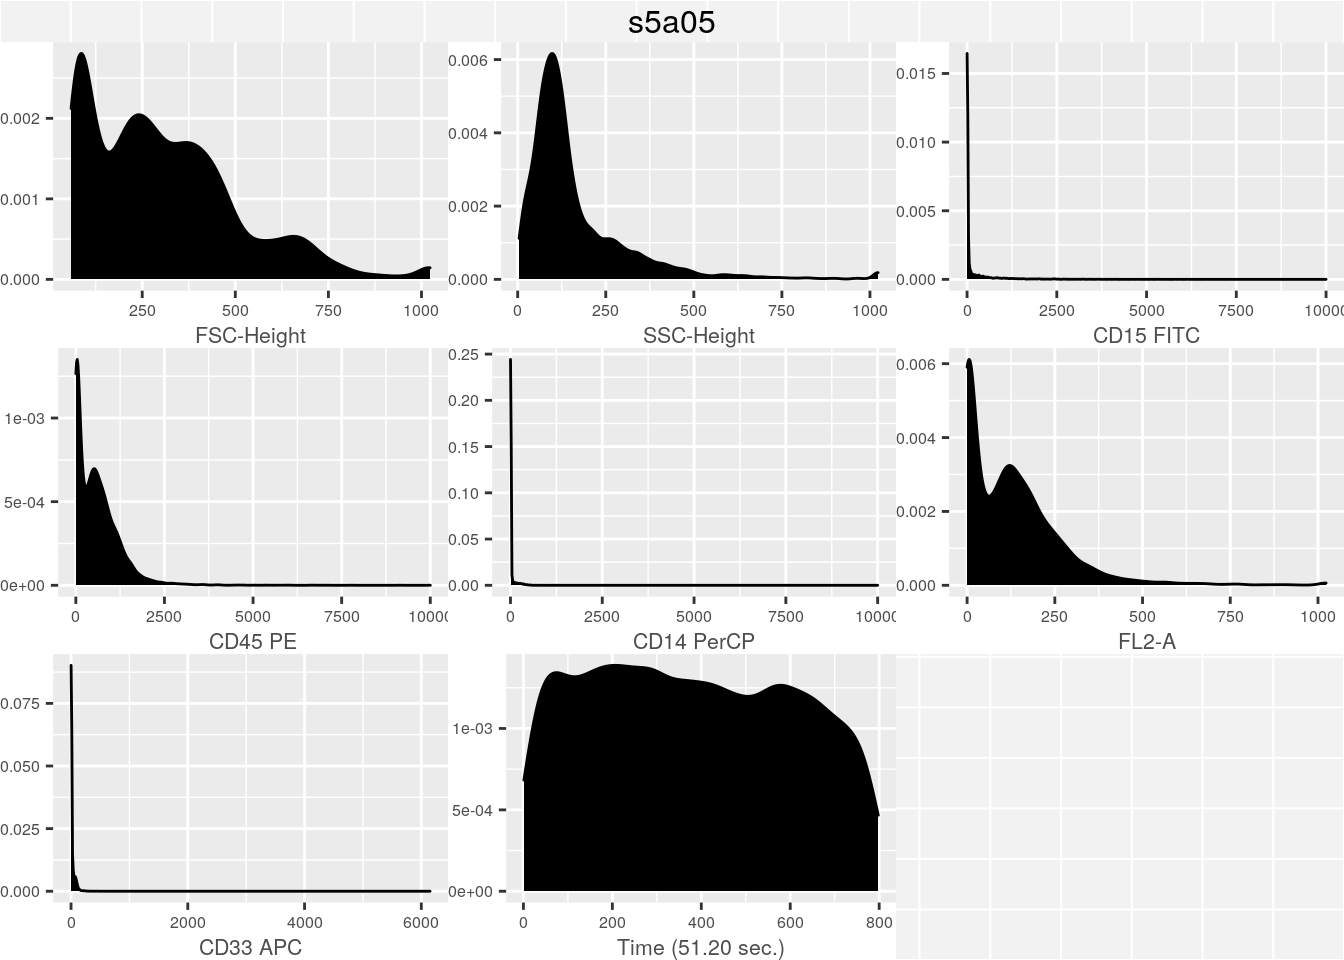 s5a05
0.002
0.001
0.000
250 500 750 1000
FSC-Height
0.006
0.004
0.002
0.000
0 250 500 750 1000
SSC-Height
0.015
0.010
0.005
0.000
0 2500 5000 7500 10000
CD15 FITC
1e-03
5e-04
0e+00
0 2500 5000 7500 10000
CD45 PE
0.25
0.20
0.15
0.10
0.05
0.00
0 2500 5000 7500 10000
CD14 PerCP
0.006
0.004
0.002
0.000
0 250 500 750 1000
FL2-A
0.075
0.050
0.025
0.000
0 2000 4000 6000
CD33 APC
1e-03
5e-04
0e+00
0 200 400 600 800
Time (51.20 sec.)